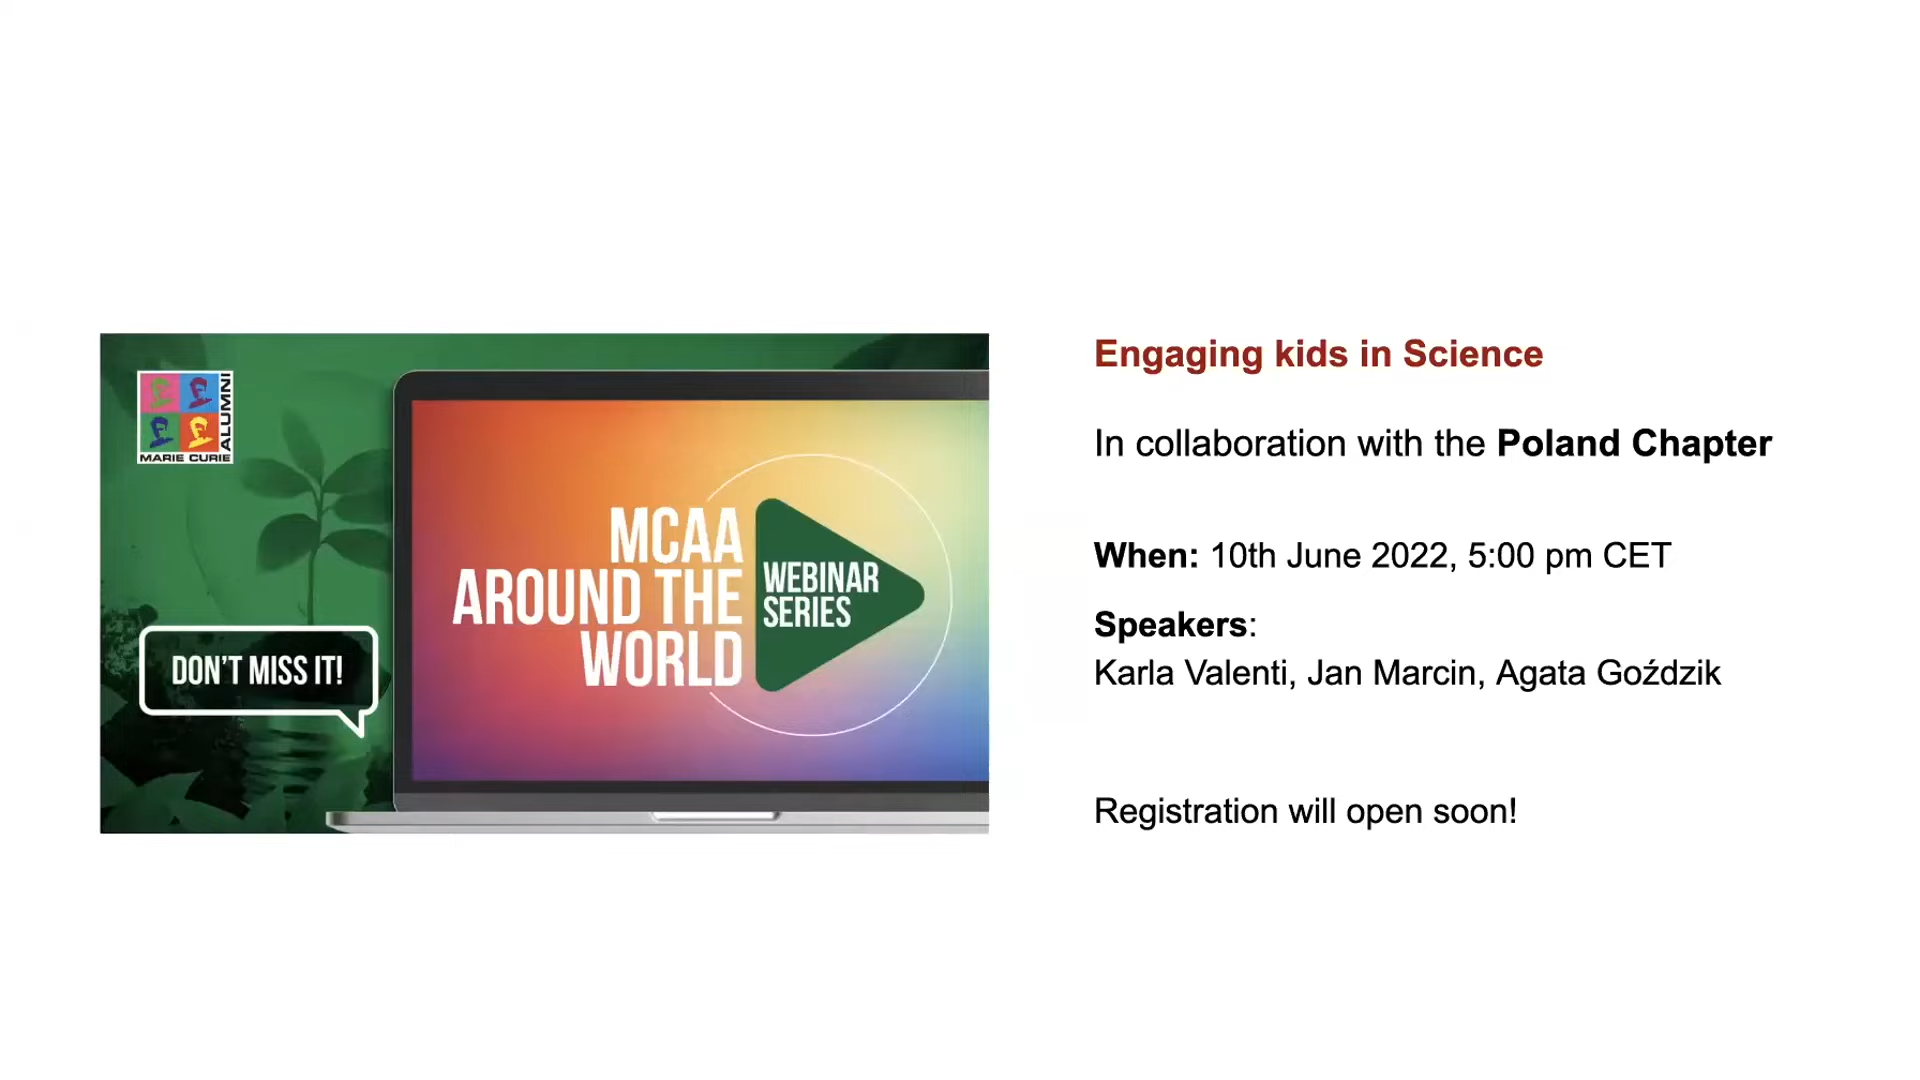 MARIE CURIE
ALUMNI
DON'T MISS IT!
MCAA
AROUND THE
WORLD
WEBINAR
SERIES
Engaging kids in Science
In collaboration with the Poland Chapter
When: 10th June 2022, 5:00 pm CET
Speakers:
Karla Valenti, Jan Marcin, Agata Goździk
Registration will open soon!